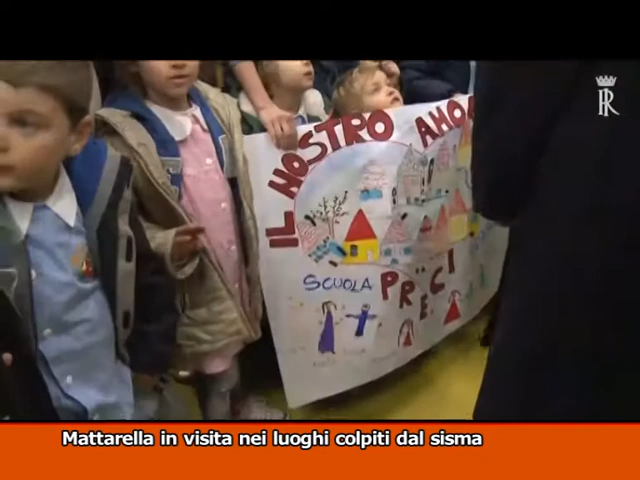 IL NOSTRO AMO
SCUOLA PRECI
R
Mattarella in visita nei luoghi colpiti dal sisma